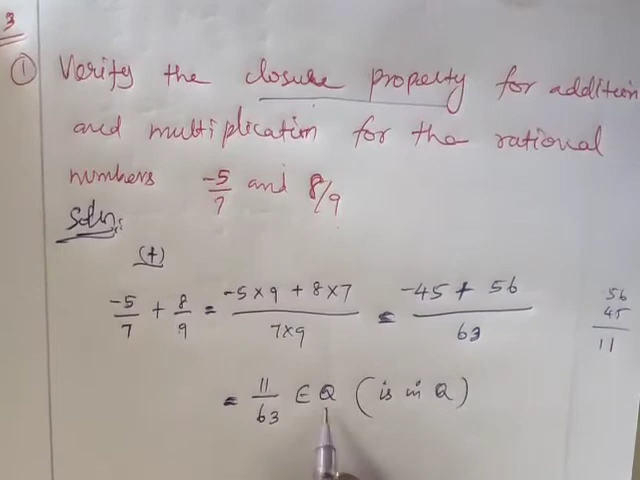 3
① Verify the closure property for addition
and multiplication for the rational
numbers -5/7 and 8/9
Soln:
(+)
-5/7 + 8/9 = -5×9 + 8×7 / 7×9 = -45 + 56 / 63
56
45
11
= 11/63 ∈ Q (is in Q)